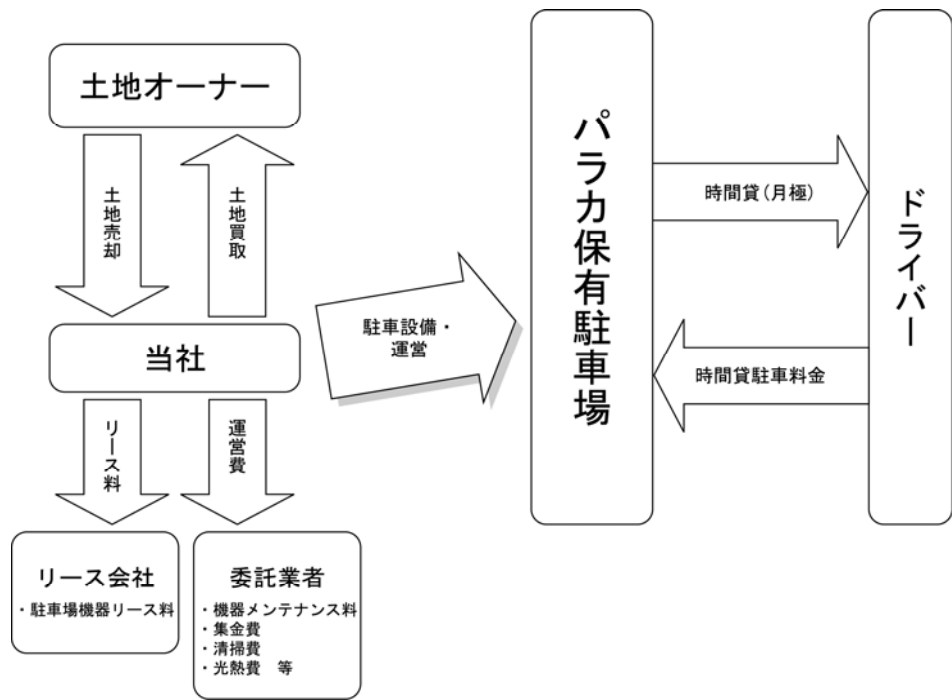 土地オーナー
土地売却
土地買取
当社
リース料
運営費
リース会社
・駐車場機器リース料
委託業者
・機器メンテナンス料
・集金費
・清掃費
・光熱費　等
駐車設備・
運営
パラカ保有駐車場
時間貸(月極)
時間貸駐車料金
ドライバー